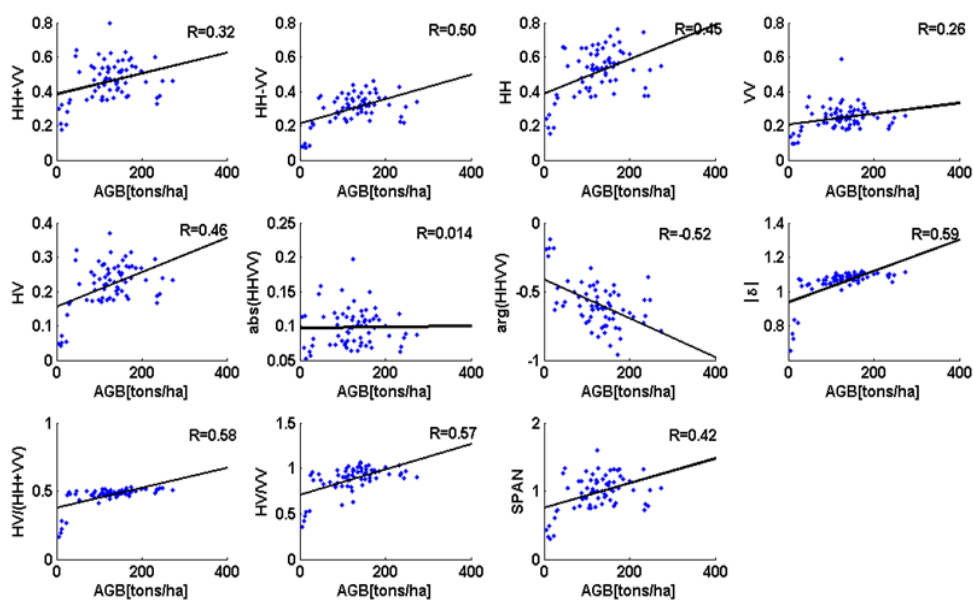 0.8 0.8 0.8 0.8
R=0.32 R=0.50 R=0.45 R=0.26
0.6 0.6 0.6 0.6
HH+VV HH-VV HH VV
0.4 0.4 0.4 0.4
0.2 0.2 0.2 0.2
0 0 0 0
0 200 400 0 200 400 0 200 400 0 200 400
AGB[tons/ha] AGB[tons/ha] AGB[tons/ha] AGB[tons/ha]
0.4 0.25 0 1.4
R=0.46 R=0.014 R=-0.52 R=0.59
0.3 0.2 1.2
HV abs(HHVV) arg(HHVV) |δ|
0.2 0.15 -0.5 1
0.1 0.1 0.8
0 0.05 -1
0 200 400 0 200 400 0 200 400 0 200 400
AGB[tons/ha] AGB[tons/ha] AGB[tons/ha] AGB[tons/ha]
1 1.5 2
R=0.58 R=0.57 R=0.42
HV/(HH+VV) HV/VV SPAN
0.5 1 1
0.5
0 0 0
0 200 400 0 200 400 0 200 400
AGB[tons/ha] AGB[tons/ha] AGB[tons/ha]